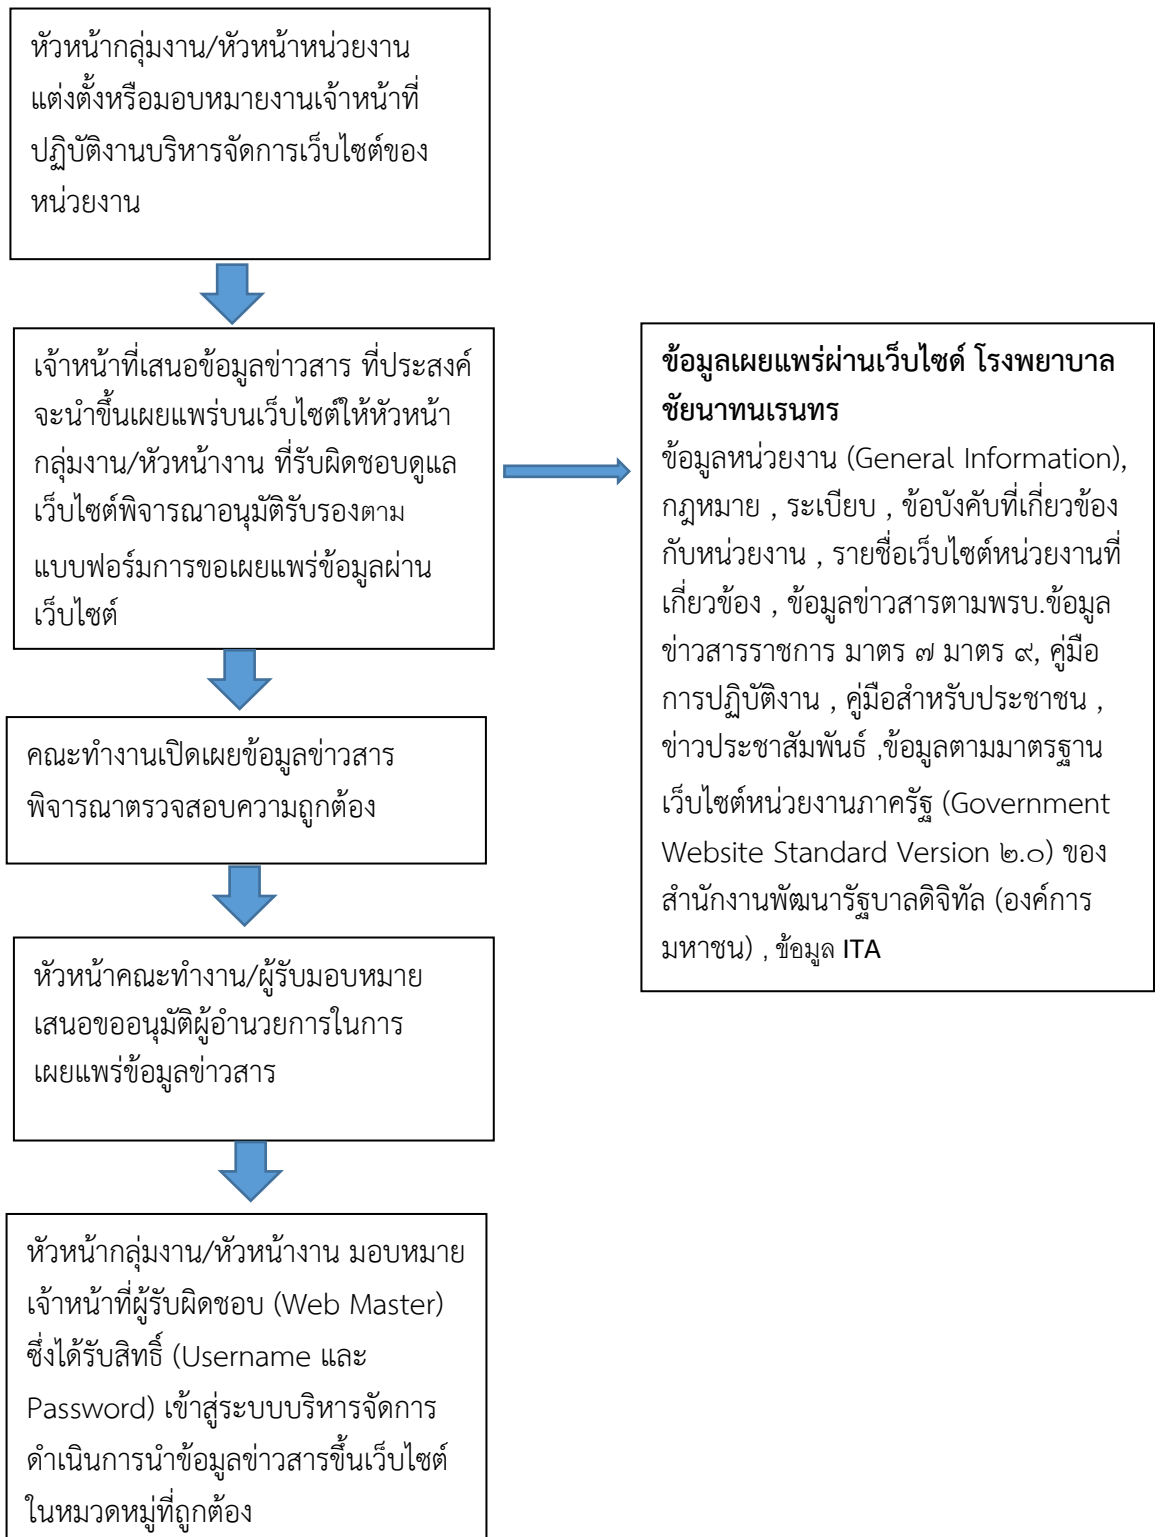 หัวหน้ากลุ่มงาน/หัวหน้าหน่วยงาน
แต่งตั้งหรือมอบหมายงานเจ้าหน้าที่
ปฏิบัติงานบริหารจัดการเว็บไซต์ของ
หน่วยงาน
เจ้าหน้าที่เสนอข้อมูลข่าวสาร ที่ประสงค์
จะนำขึ้นเผยแพร่บนเว็บไซต์ให้หัวหน้า
กลุ่มงาน/หัวหน้างาน ที่รับผิดชอบดูแล
เว็บไซต์พิจารณาอนุมัติรับรองตาม
แบบฟอร์มการขอเผยแพร่ข้อมูลผ่าน
เว็บไซต์
ข้อมูลเผยแพร่ผ่านเว็บไซด์ โรงพยาบาล
ชัยนาทนเรนทร
ข้อมูลหน่วยงาน (General Information),
กฎหมาย , ระเบียบ , ข้อบังคับที่เกี่ยวข้อง
กับหน่วยงาน , รายชื่อเว็บไซต์หน่วยงานที่
เกี่ยวข้อง , ข้อมูลข่าวสารตามพรบ.ข้อมูล
ข่าวสารราชการ มาตร ๗ มาตร ๙, คู่มือ
การปฏิบัติงาน , คู่มือสำหรับประชาชน ,
ข่าวประชาสัมพันธ์ ,ข้อมูลตามมาตรฐาน
เว็บไซต์หน่วยงานภาครัฐ (Government
Website Standard Version ๒.๐) ของ
สำนักงานพัฒนารัฐบาลดิจิทัล (องค์การ
มหาชน) , ข้อมูล ITA
คณะทำงานเปิดเผยข้อมูลข่าวสาร
พิจารณาตรวจสอบความถูกต้อง
หัวหน้าคณะทำงาน/ผู้รับมอบหมาย
เสนอขออนุมัติผู้อำนวยการในการ
เผยแพร่ข้อมูลข่าวสาร
หัวหน้ากลุ่มงาน/หัวหน้างาน มอบหมาย
เจ้าหน้าที่ผู้รับผิดชอบ (Web Master)
ซึ่งได้รับสิทธิ์ (Username และ
Password) เข้าสู่ระบบบริหารจัดการ
ดำเนินการนำข้อมูลข่าวสารขึ้นเว็บไซต์
ในหมวดหมู่ที่ถูกต้อง